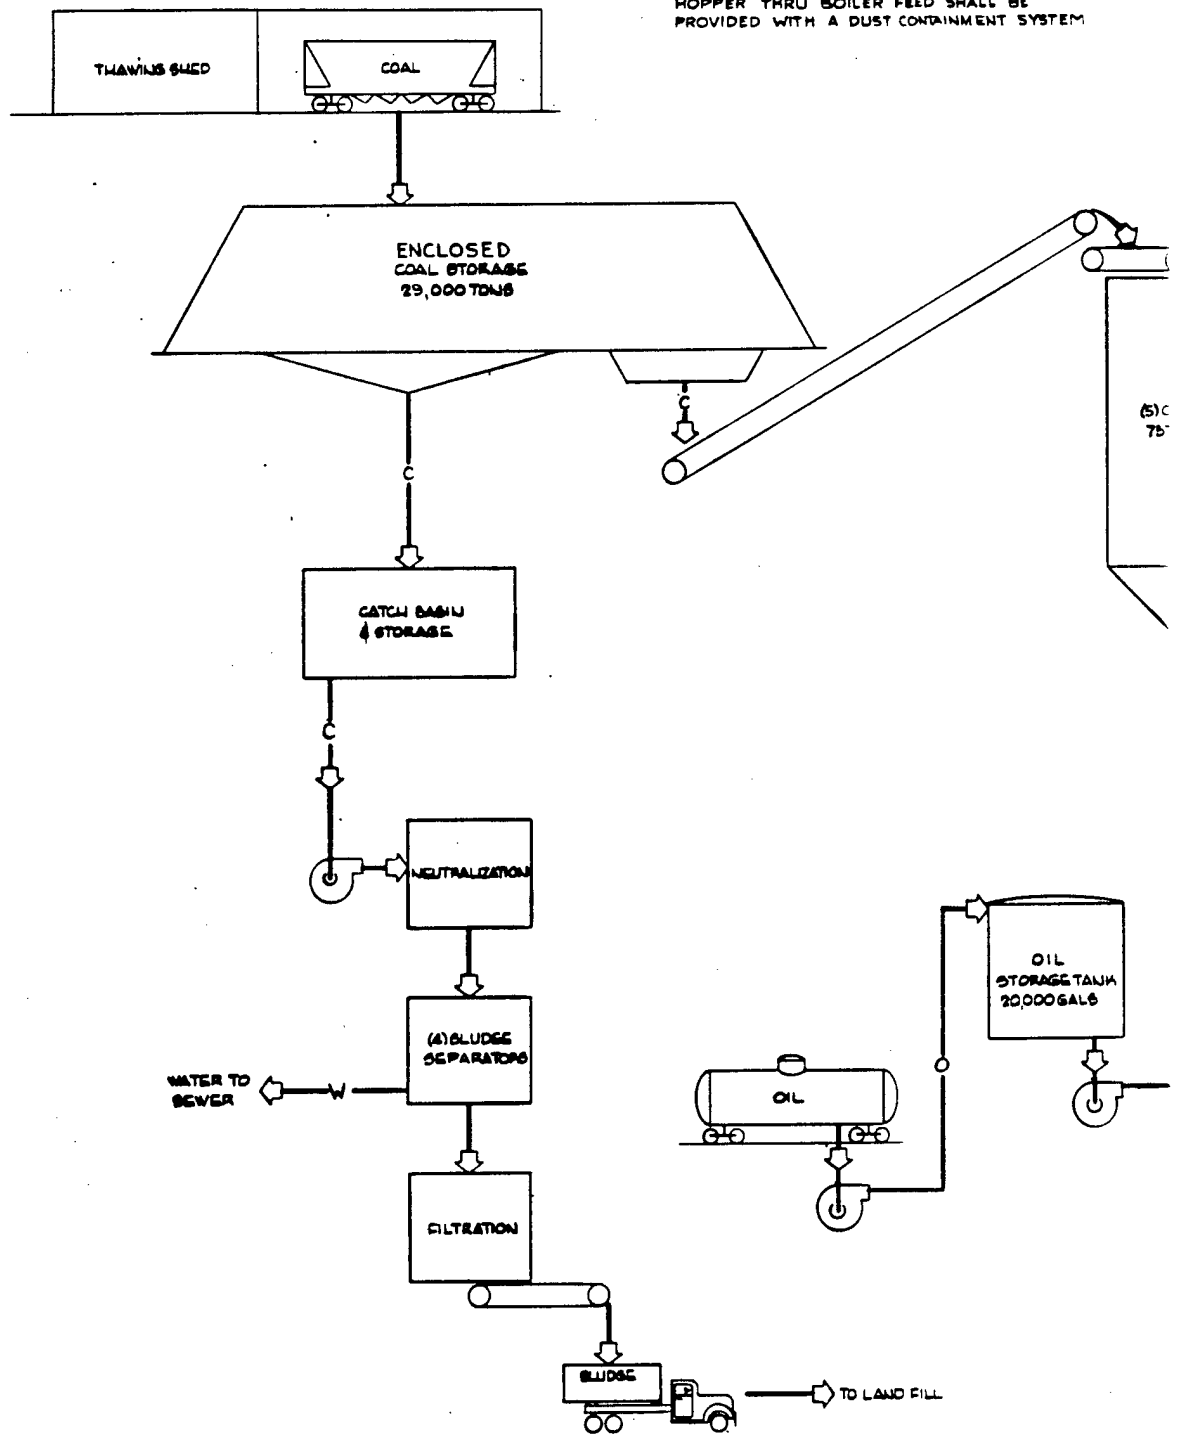 HOPPER THRU BOILER FEED SHALL BE
PROVIDED WITH A DUST CONTAINMENT SYSTEM
THAWING SHED
COAL
ENCLOSED
COAL STORAGE
29,000 TONS
C
C
(5) C
75
CATCH BASIN
& STORAGE
C
NEUTRALIZATION
OIL
STORAGE TANK
20,000 GALS
(4) SLUDGE
SEPARATORS
WATER TO
SEWER
W
O
OIL
FILTRATION
SLUDGE
TO LAND FILL